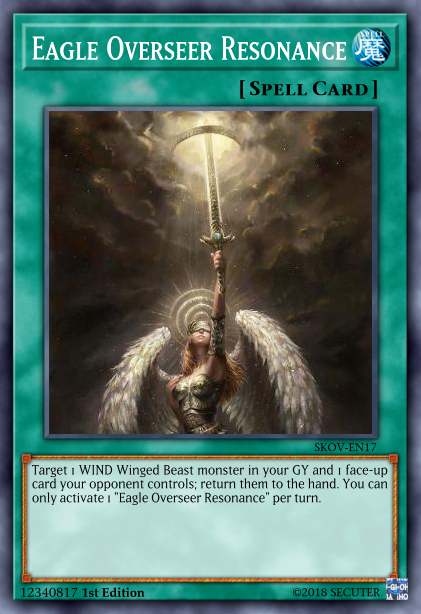 EAGLE OVERSEER RESONANCE 魔
[SPELL CARD]
SKOV-EN17
Target 1 WIND Winged Beast monster in your GY and 1 face-up
card your opponent controls; return them to the hand. You can
only activate 1 "Eagle Overseer Resonance" per turn.
12340817 1st Edition ©2018 SECUTER